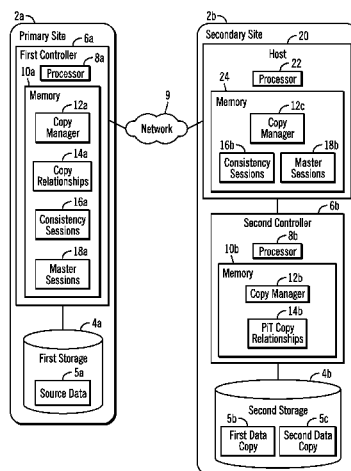 2a
Primary Site
6a
First Controller
8a
Processor
10a
Memory
12a
Copy
Manager
14a
Copy
Relationships
16a
Consistency
Sessions
18a
Master
Sessions
4a
First Storage
5a
Source Data
9
Network
2b
Secondary Site
20
Host
22
Processor
24
Memory
12c
Copy
Manager
16b
18b
Consistency
Sessions
Master
Sessions
6b
Second Controller
8b
Processor
10b
Memory
12b
Copy Manager
14b
PiT Copy
Relationships
4b
Second Storage
5b
5c
First Data
Copy
Second Data
Copy